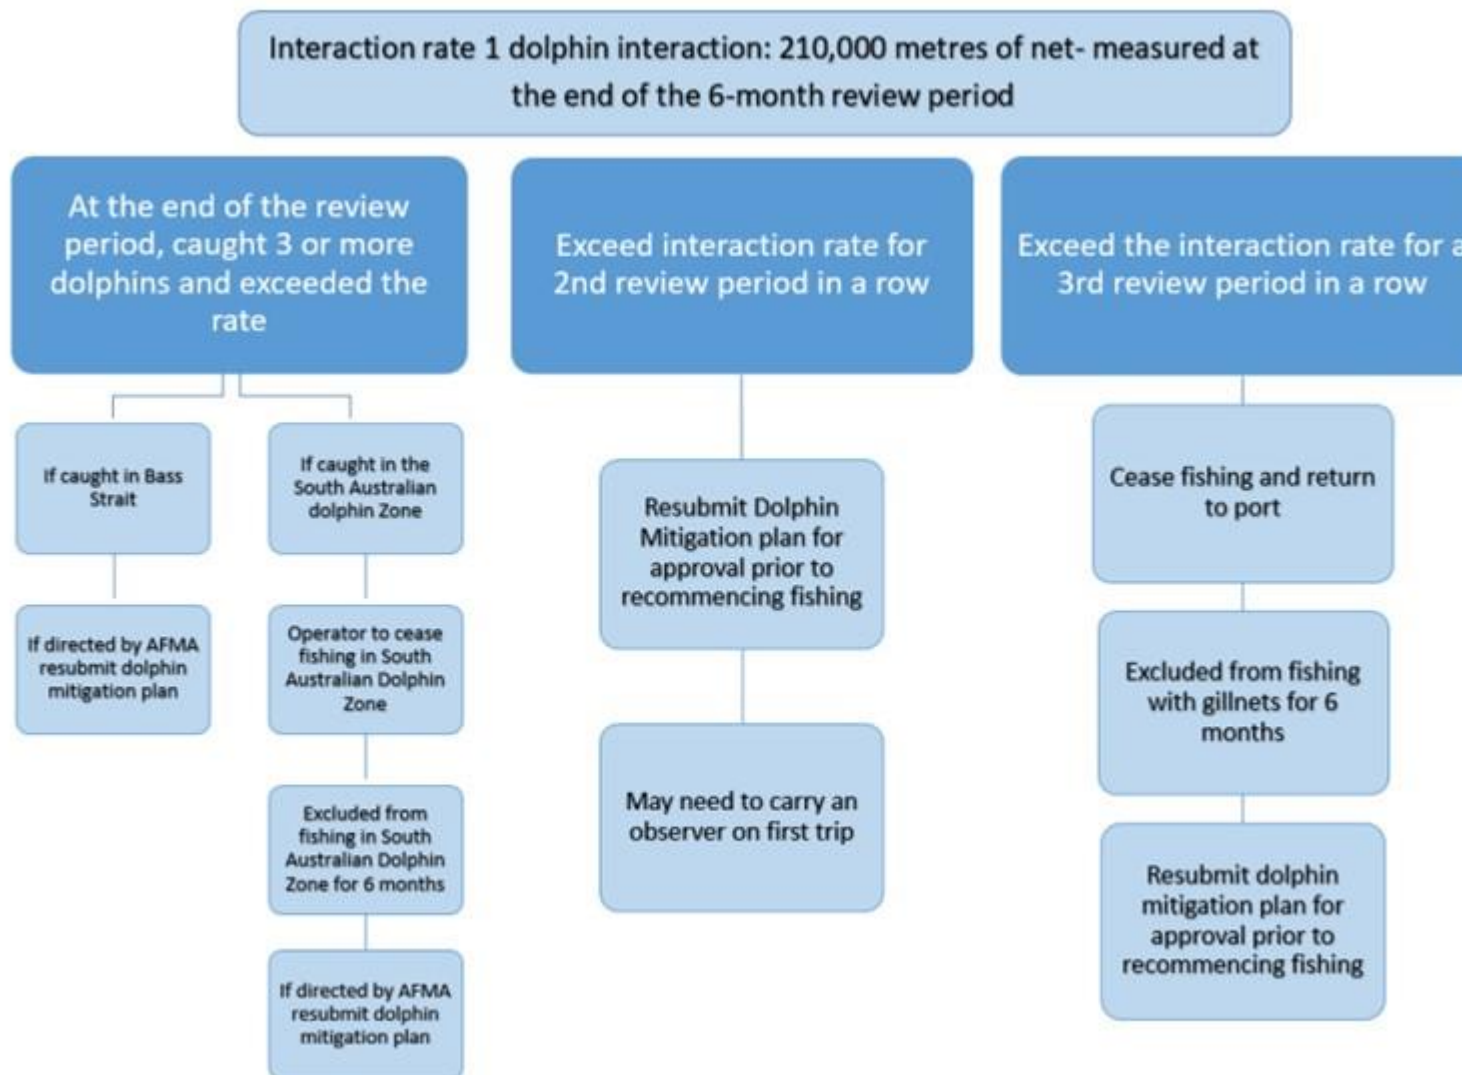 Interaction rate 1 dolphin interaction: 210,000 metres of net- measured at
the end of the 6-month review period
At the end of the review
period, caught 3 or more
dolphins and exceeded the
rate
If caught in Bass
Strait
If directed by AFMA
resubmit dolphin
mitigation plan
If caught in the
South Australian
dolphin Zone
Operator to cease
fishing in South
Australian Dolphin
Zone
Excluded from
fishing in South
Australian Dolphin
Zone for 6 months
If directed by AFMA
resubmit dolphin
mitigation plan
Exceed interaction rate for
2nd review period in a row
Resubmit Dolphin
Mitigation plan for
approval prior to
recommencing fishing
May need to carry an
observer on first trip
Exceed the interaction rate for a
3rd review period in a row
Cease fishing and return
to port
Excluded from fishing
with gillnets for 6
months
Resubmit dolphin
mitigation plan for
approval prior to
recommencing fishing